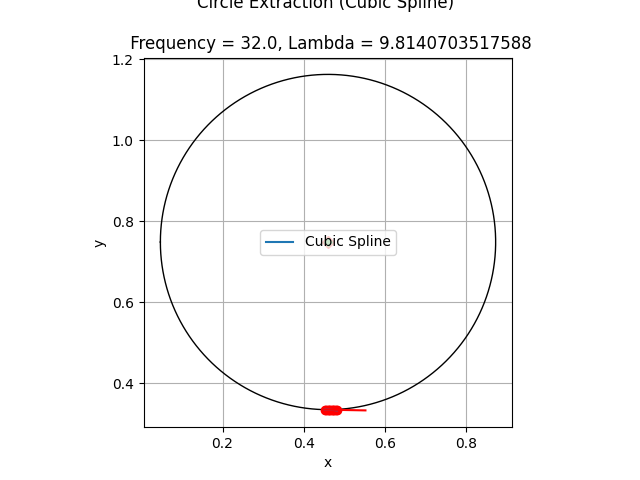 Circle Extraction (Cubic Spline)
Frequency = 32.0, Lambda = 9.8140703517588
1.2
1.0
0.8
0.6
0.4
y
Cubic Spline
0.2 0.4 0.6 0.8
x